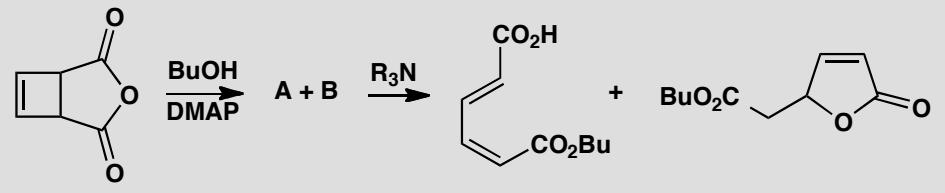 O
O
O
BuOH
DMAP
A + B
R₃N
CO₂H
CO₂Bu
+
BuO₂C
O
O